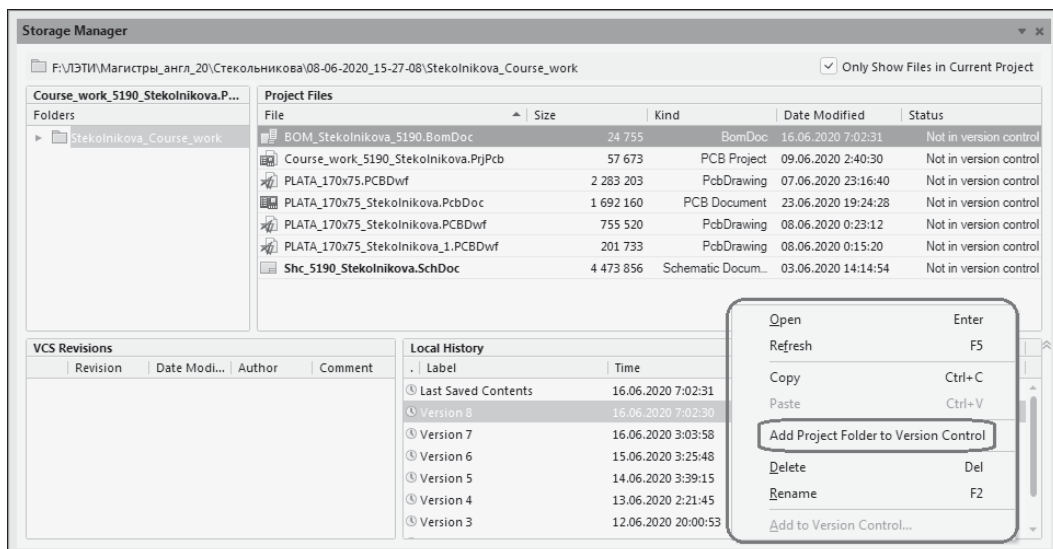 Storage Manager
F:\ЛЭТИ\Магистры_англ_20\Стекольникова\08-06-2020_15-27-08\Stekolnikova_Course_work
Only Show Files in Current Project
Course_work_5190_Stekolnikova.P...
Folders
Stekolnikova_Course_work
Project Files
File Size Kind Date Modified Status
BOM_Stekolnikova_5190.BomDoc 24 755 BomDoc 16.06.2020 7:02:31 Not in version control
Course_work_5190_Stekolnikova.PrjPcb 57 673 PCB Project 09.06.2020 2:40:30 Not in version control
PLATA_170x75.PCBDwf 2 283 203 PcbDrawing 07.06.2020 23:16:40 Not in version control
PLATA_170x75_Stekolnikova.PcbDoc 1 692 160 PCB Document 23.06.2020 19:24:28 Not in version control
PLATA_170x75_Stekolnikova.PCBDwf 755 520 PcbDrawing 08.06.2020 0:23:12 Not in version control
PLATA_170x75_Stekolnikova_1.PCBDwf 201 733 PcbDrawing 08.06.2020 0:15:20 Not in version control
Shc_5190_Stekolnikova.SchDoc 4 473 856 Schematic Docum... 03.06.2020 14:14:54 Not in version control
VCS Revisions
Revision Date Modi... Author Comment
Local History
. Label Time
Last Saved Contents 16.06.2020 7:02:31
Version 8 16.06.2020 7:02:30
Version 7 16.06.2020 3:03:58
Version 6 15.06.2020 3:25:48
Version 5 14.06.2020 3:39:15
Version 4 13.06.2020 2:21:45
Version 3 12.06.2020 20:00:53
Open Enter
Refresh F5
Copy Ctrl+C
Paste Ctrl+V
Add Project Folder to Version Control
Delete Del
Rename F2
Add to Version Control...